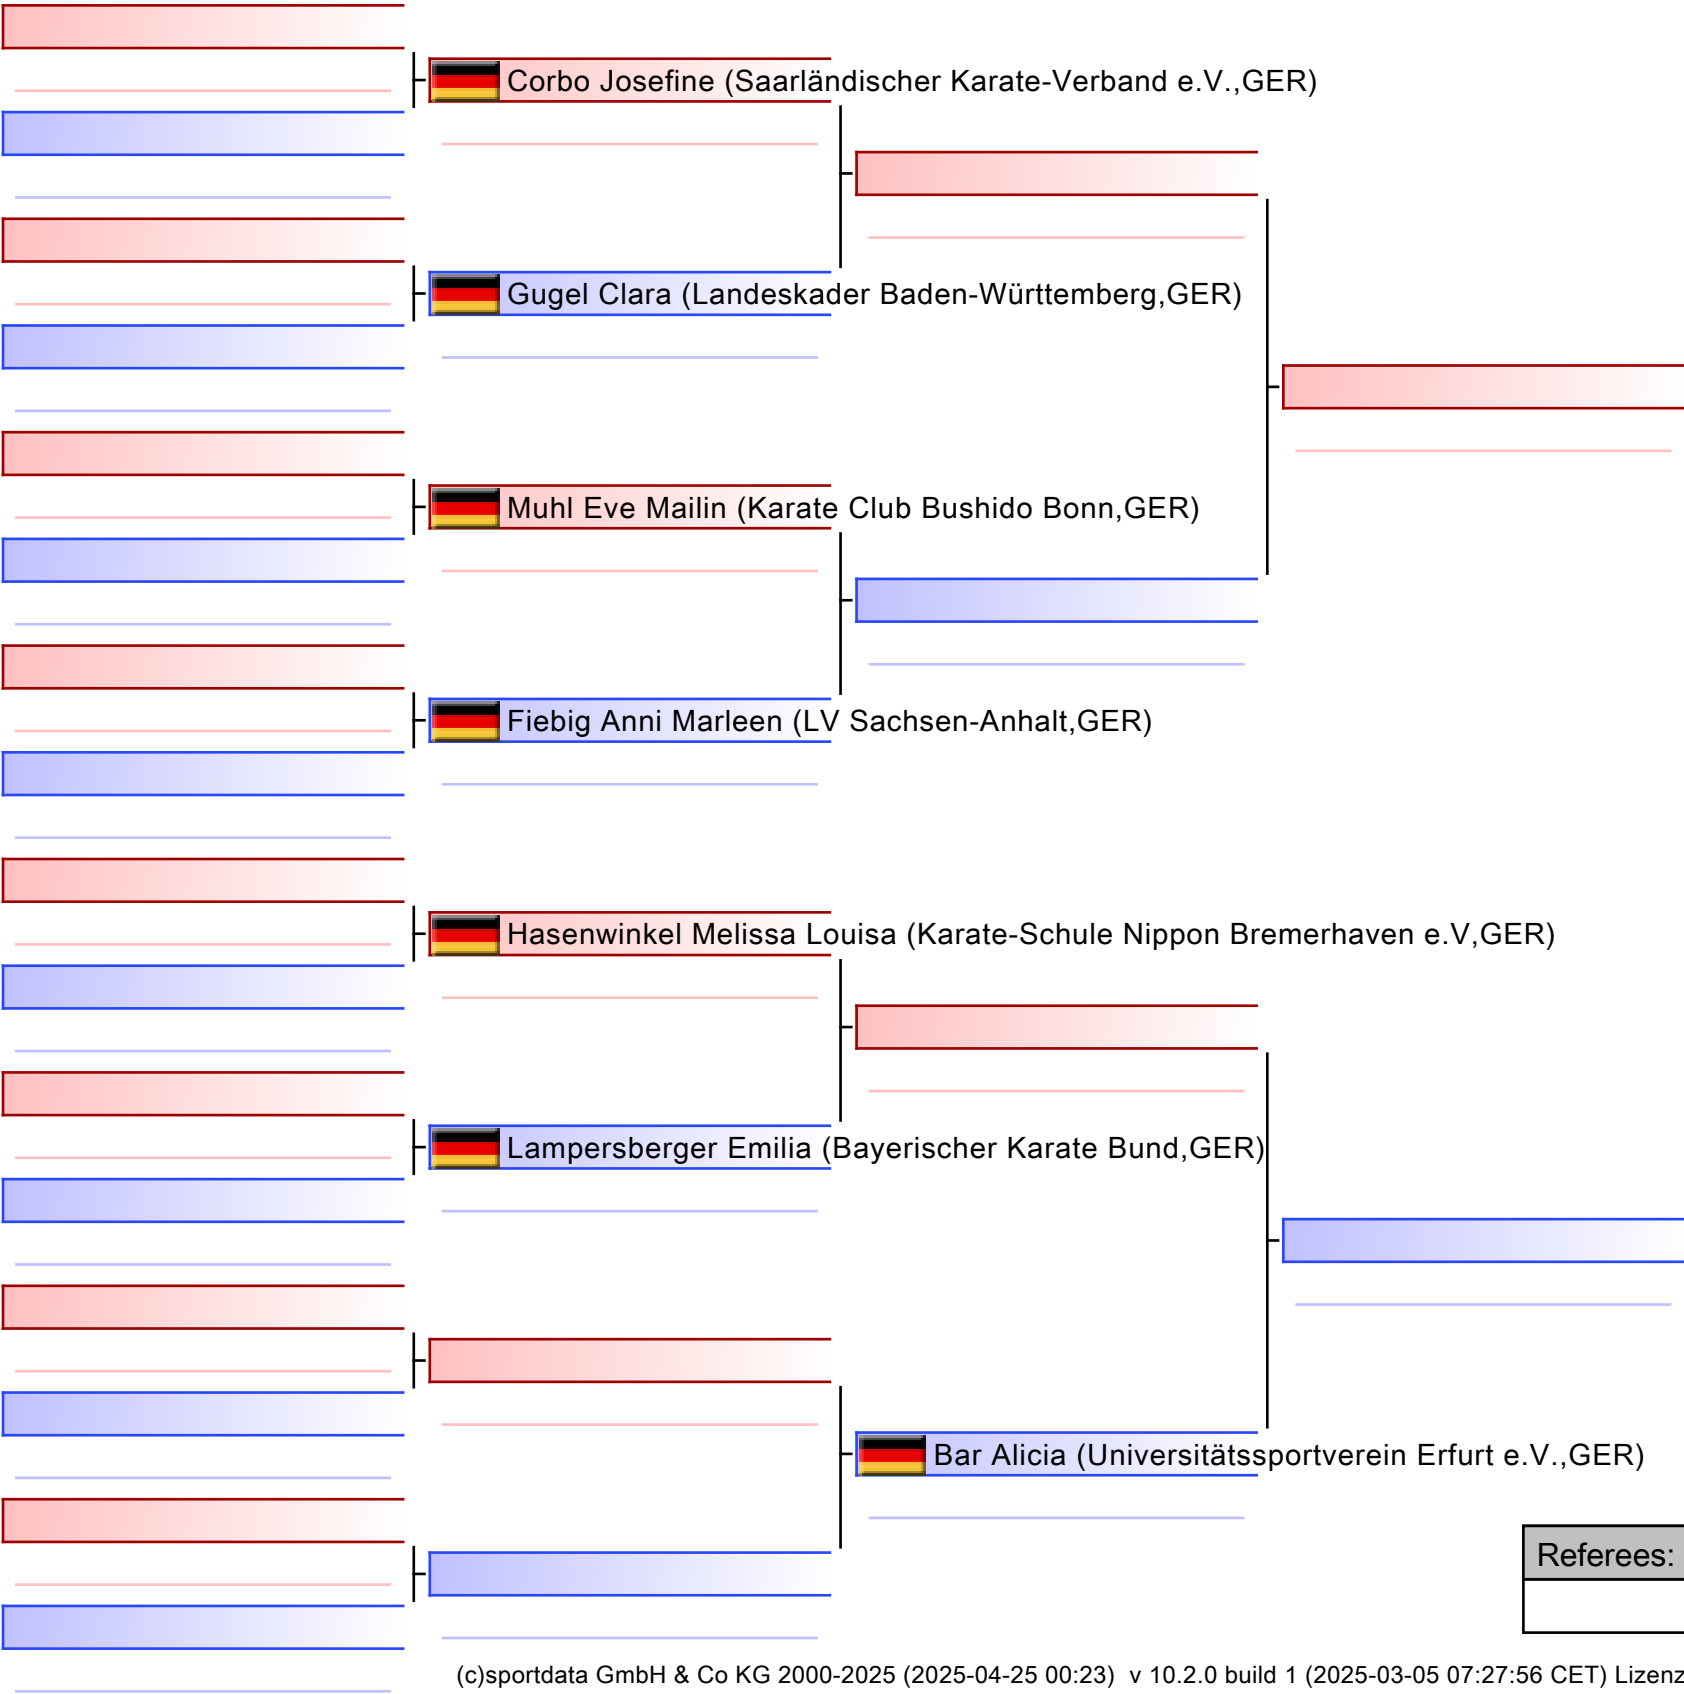 Corbo Josefine (Saarländischer Karate-Verband e.V.,GER)
Gugel Clara (Landeskader Baden-Württemberg,GER)
Muhl Eve Mailin (Karate Club Bushido Bonn,GER)
Fiebig Anni Marleen (LV Sachsen-Anhalt,GER)
Hasenwinkel Melissa Louisa (Karate-Schule Nippon Bremerhaven e.V,GER)
Lampersberger Emilia (Bayerischer Karate Bund,GER)
Bar Alicia (Universitätssportverein Erfurt e.V.,GER)
Referees:
(c)sportdata GmbH & Co KG 2000-2025 (2025-04-25 00:23) v 10.2.0 build 1 (2025-03-05 07:27:56 CET) Lizenz